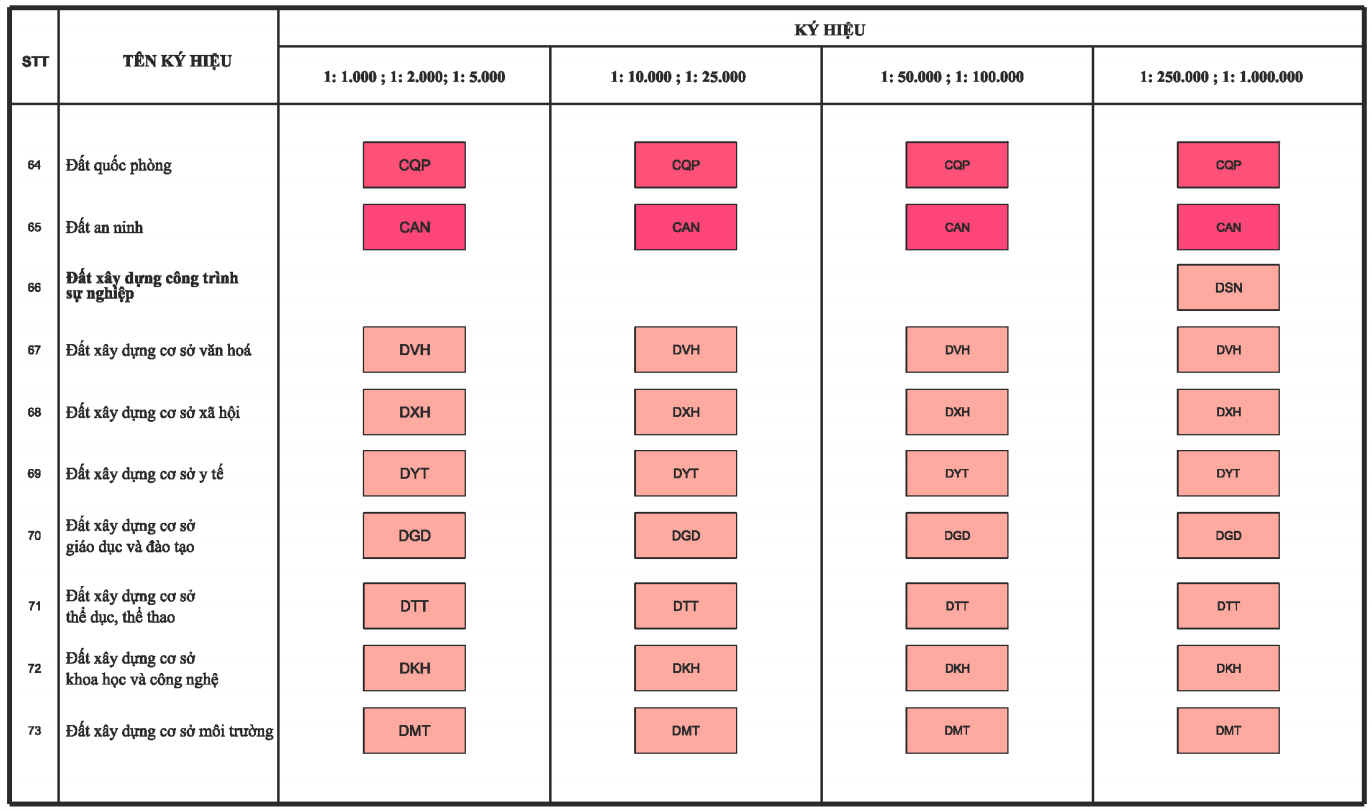 STT
TÊN KÝ HIỆU
KÝ HIỆU
1: 1.000 ; 1: 2.000; 1: 5.000
1: 10.000 ; 1:25.000
1: 50.000 ; 1: 100.000
1: 250.000 ; 1: 1.000.000
64 Đất quốc phòng CQP CQP CQP CQP
65 Đất an ninh CAN CAN CAN CAN
66 Đất xây dựng công trình
sự nghiệp DSN
67 Đất xây dựng cơ sở văn hoá DVH DVH DVH DVH
68 Đất xây dựng cơ sở xã hội DXH DXH DXH DXH
69 Đất xây dựng cơ sở y tế DYT DYT DYT DYT
70 Đất xây dựng cơ sở
giáo dục và đào tạo DGD DGD DGD DGD
71 Đất xây dựng cơ sở
thể dục, thể thao DTT DTT DTT DTT
72 Đất xây dựng cơ sở
khoa học và công nghệ DKH DKH DKH DKH
73 Đất xây dựng cơ sở môi trường DMT DMT DMT DMT